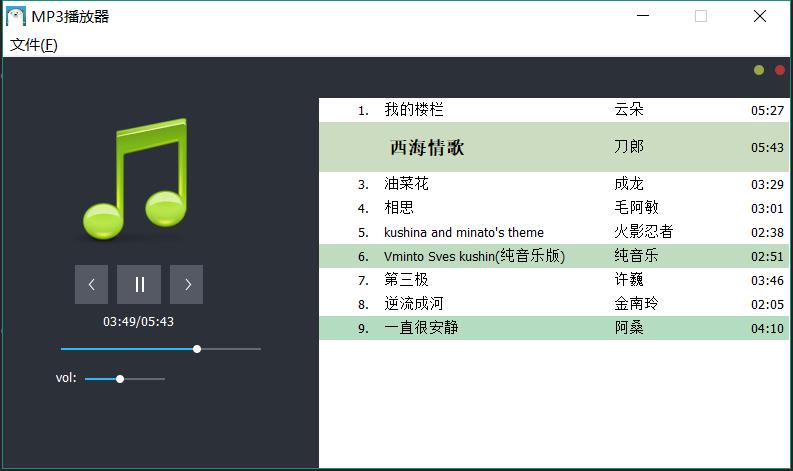 MP3播放器
文件(F)
1. 我的楼栏 云朵 05:27
西海情歌 刀郎 05:43
3. 油菜花 成龙 03:29
4. 相思 毛阿敏 03:01
5. kushina and minato's theme 火影忍者 02:38
6. Vminto Sves kushin(纯音乐版) 纯音乐 02:51
7. 第三极 许巍 03:46
8. 逆流成河 金南玲 02:05
9. 一直很安静 阿桑 04:10
03:49/05:43
vol: